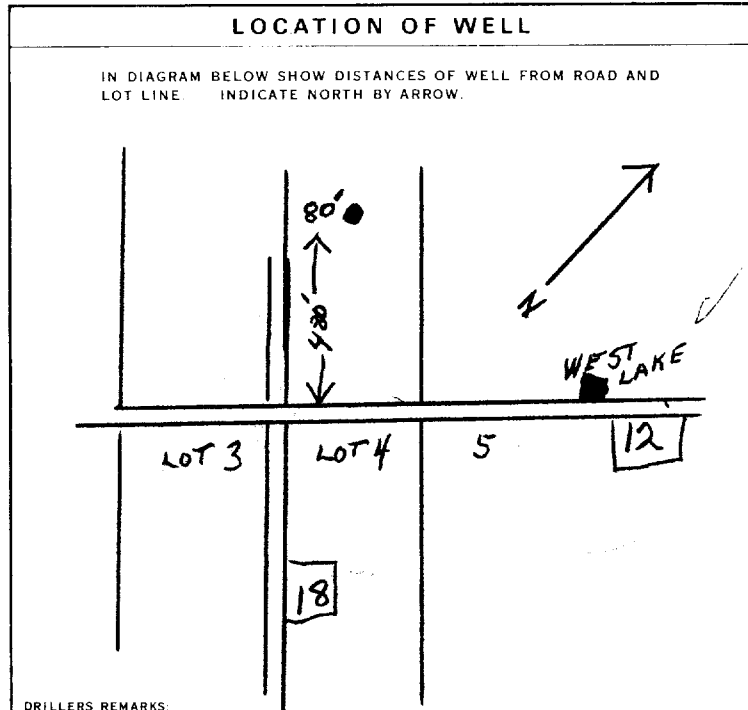 LOCATION OF WELL
IN DIAGRAM BELOW SHOW DISTANCES OF WELL FROM ROAD AND
LOT LINE. INDICATE NORTH BY ARROW.
80'
480'
N
WEST
LAKE
LOT 3 LOT 4 5 12
18
DRILLERS REMARKS: